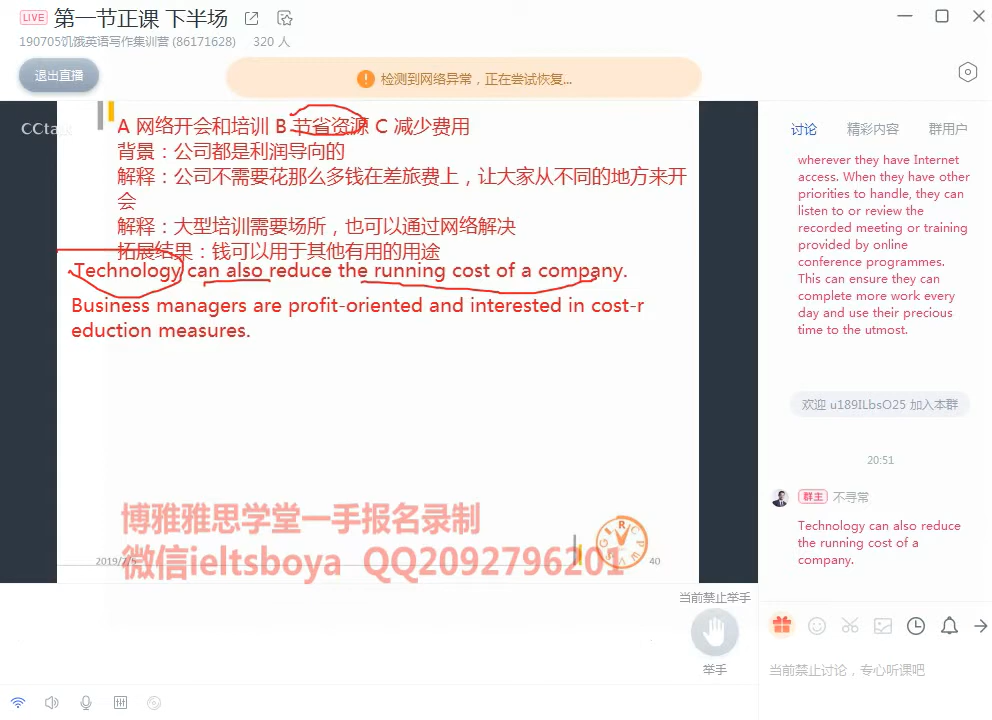 LIVE 第一节正课 下半场
190705饥饿英语写作集训营 (86171628) 320 人
退出直播
检测到网络异常，正在尝试恢复...
讨论 精彩内容 群用户
A 网络开会和培训 B 节省资源 C 减少费用
背景：公司都是利润导向的
解释：公司不需要花那么多钱在差旅费上，让大家从不同的地方来开
会
解释：大型培训需要场所，也可以通过网络解决
拓展结果：钱可以用于其他有用的用途
Technology can also reduce the running cost of a company.
Business managers are profit-oriented and interested in cost-r
eduction measures.
博雅雅思学堂一手报名录制
微信ieltsboya QQ2092796201
2019/7/5
40
当前禁止举手
举手
wherever they have Internet
access. When they have other
priorities to handle, they can
listen to or review the
recorded meeting or training
provided by online
conference programmes.
This can ensure they can
complete more work every
day and use their precious
time to the utmost.
欢迎 u189ILbsO25 加入本群
20:51
群主 不寻常
Technology can also reduce
the running cost of a
company.
当前禁止讨论，专心听课吧